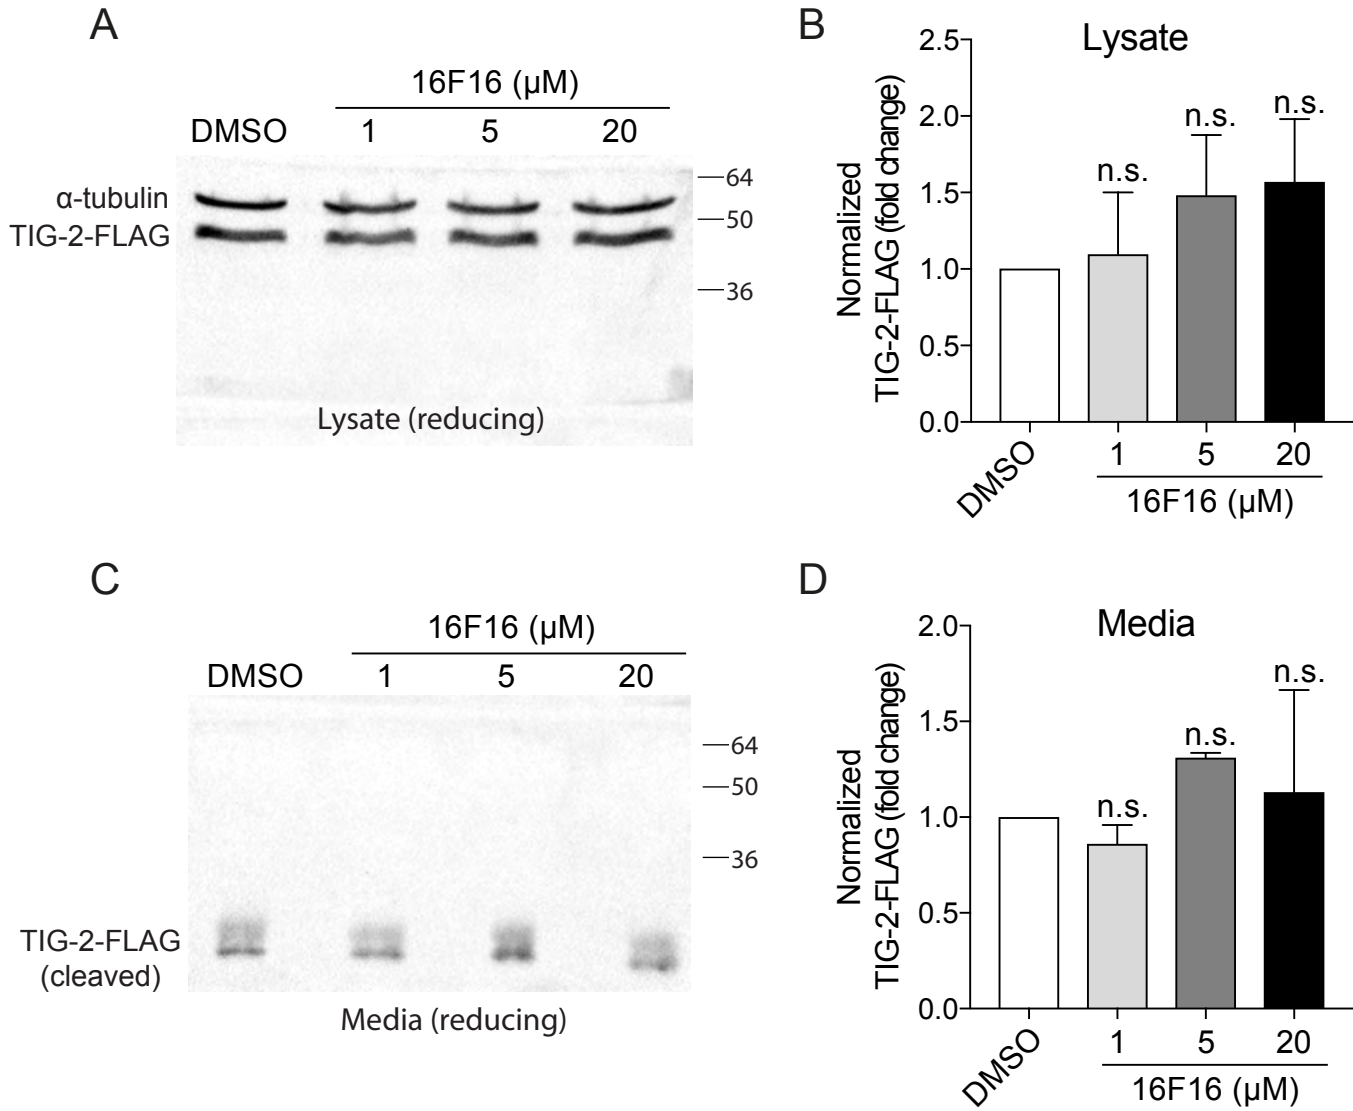 A
16F16 (µM)
DMSO 1 5 20
α-tubulin
TIG-2-FLAG
64
50
36
Lysate (reducing)
B
Lysate
Normalized
TIG-2-FLAG (fold change)
2.5
2.0
1.5
1.0
0.5
0.0
n.s.
n.s.
n.s.
DMSO 1 5 20
16F16 (µM)
C
16F16 (µM)
DMSO 1 5 20
64
50
36
TIG-2-FLAG
(cleaved)
Media (reducing)
D
Media
Normalized
TIG-2-FLAG (fold change)
2.0
1.5
1.0
0.5
0.0
n.s.
n.s.
n.s.
DMSO 1 5 20
16F16 (µM)